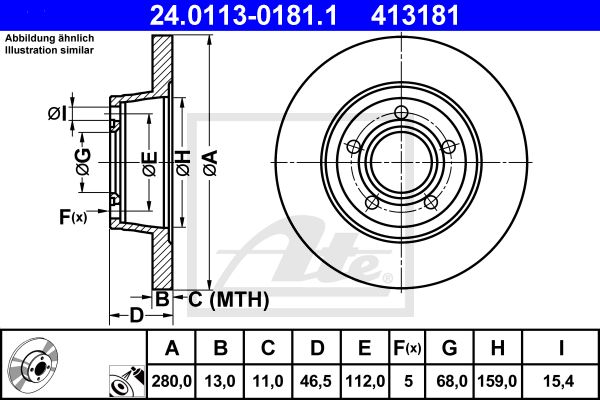 24.0113-0181.1 413181
Abbildung ähnlich
Illustration similar
ØI
ØG
ØE
ØH
ØA
F(x)
B
C (MTH)
D
Ate
A B C D E F(x) G H I
280,0 13,0 11,0 46,5 112,0 5 68,0 159,0 15,4